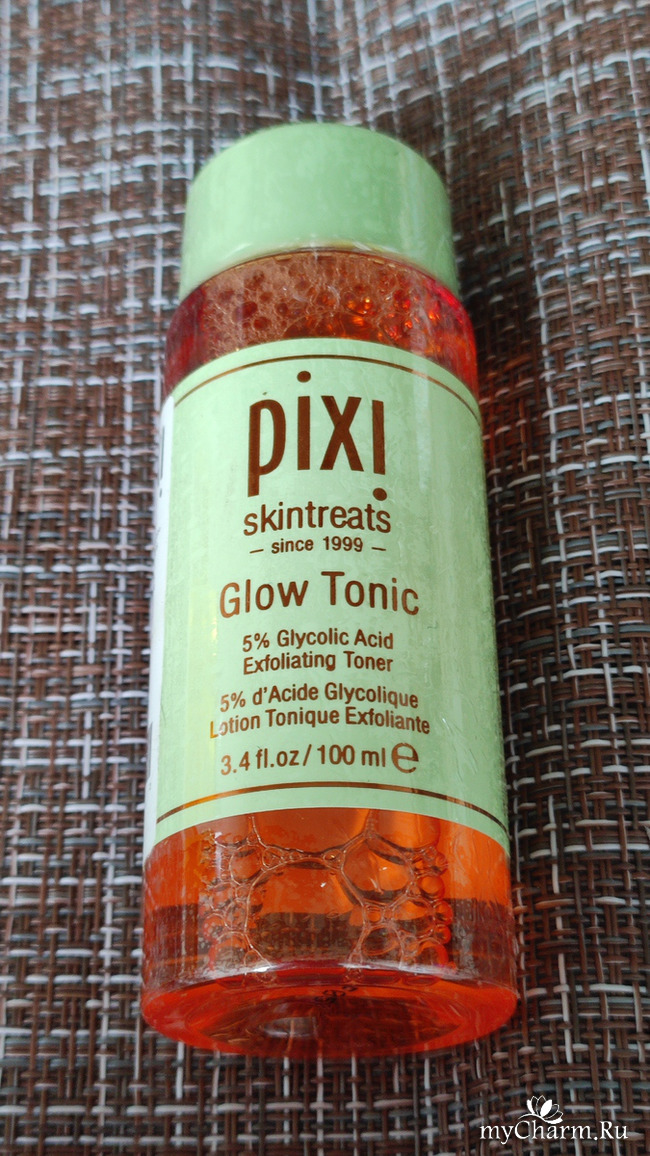 pixi
skintreats
– since 1999 –
Glow Tonic
5% Glycolic Acid
Exfoliating Toner
5% d'Acide Glycolique
Lotion Tonique Exfoliante
3.4 fl.oz/100 ml ℮
myCharm.Ru